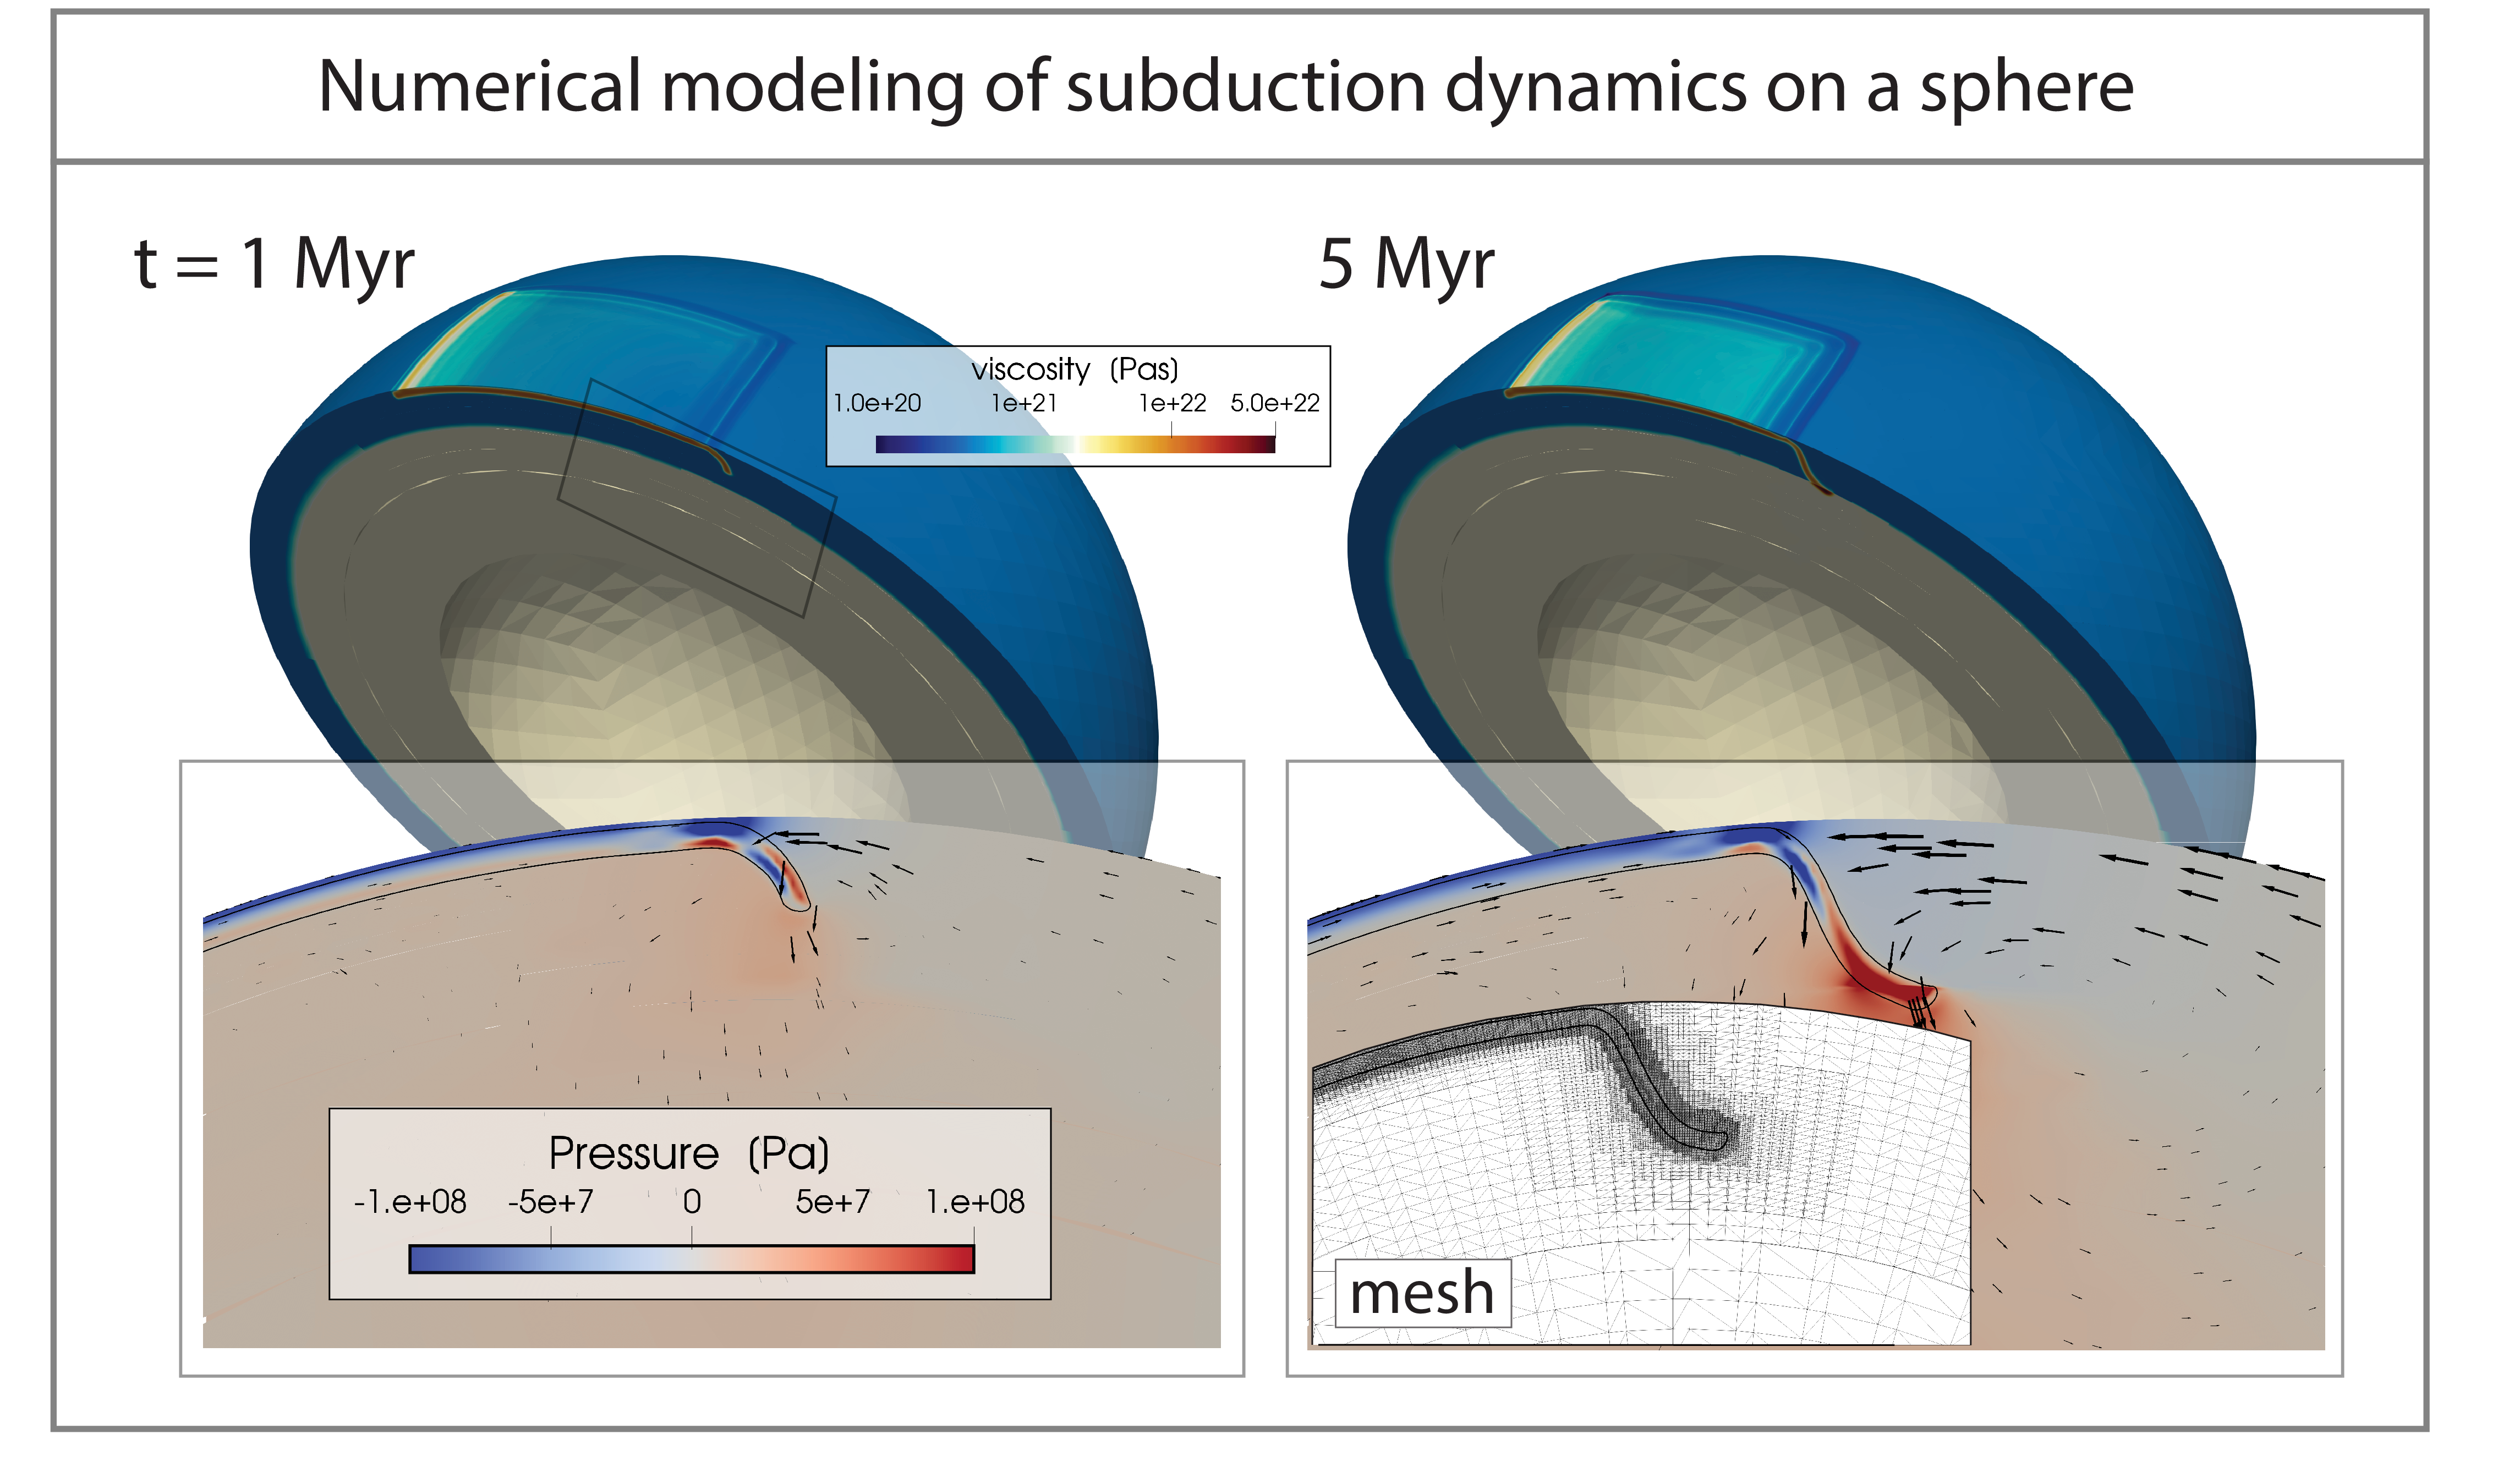 Numerical modeling of subduction dynamics on a sphere
t = 1 Myr
5 Myr
viscosity (Pas)
1.0e+20 1e+21 1e+22 5.0e+22
Pressure (Pa)
-1.e+08 -5e+7 0 5e+7 1.e+08
mesh